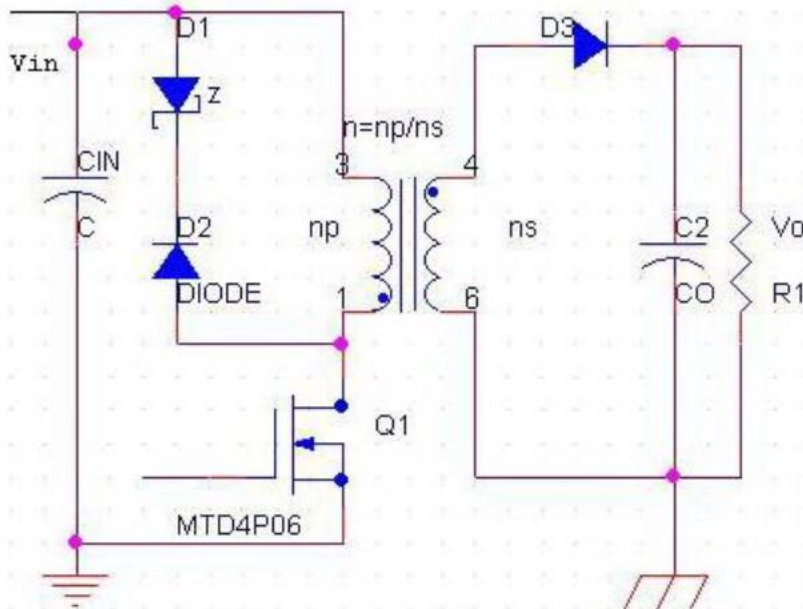 D1
D3
Vin
Z
n=np/ns
CIN
3
4
C
D2
np
ns
C2
Vo
DIODE
1
6
CO
R1
Q1
MTD4P06